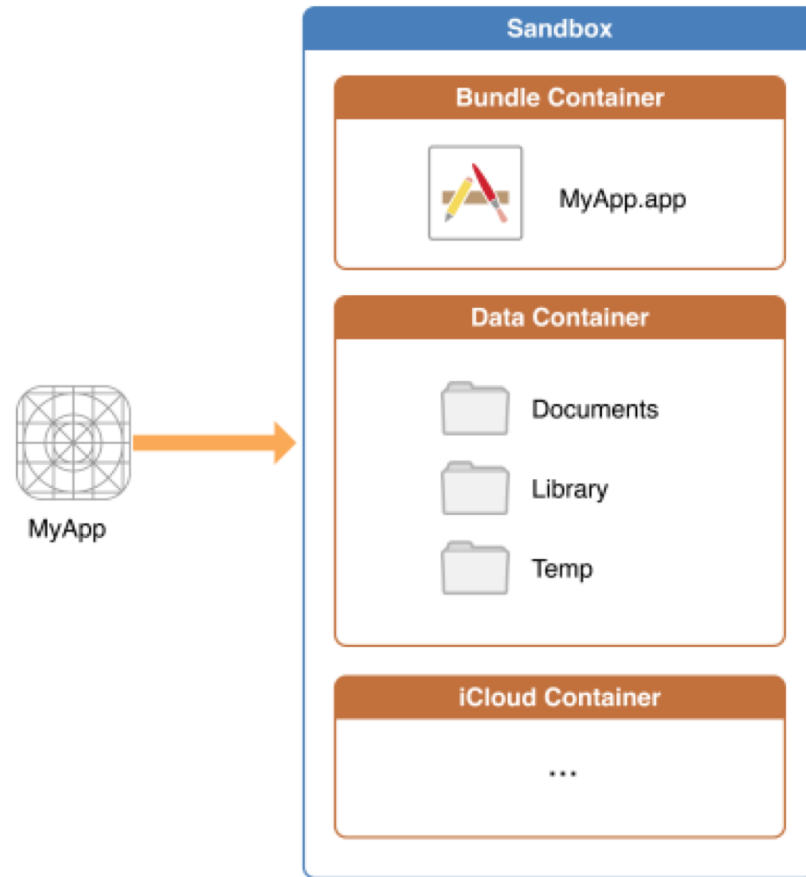 Sandbox
Bundle Container
MyApp.app
Data Container
Documents
Library
Temp
MyApp
iCloud Container
...